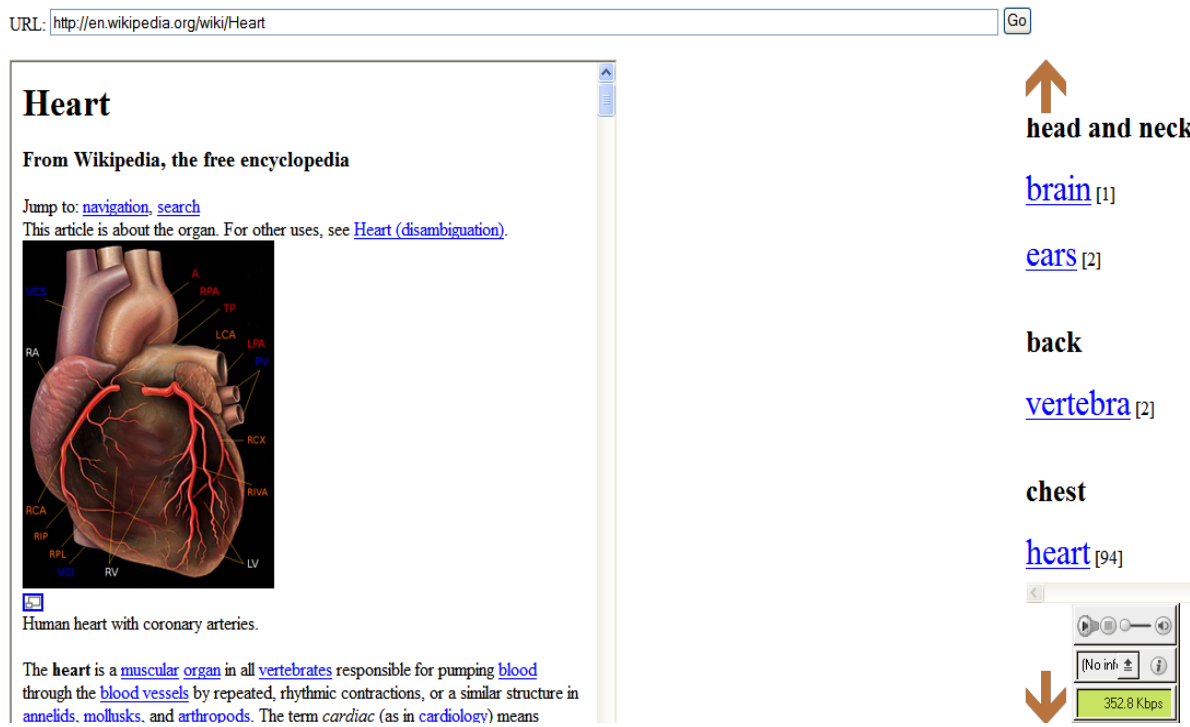 URL: http://en.wikipedia.org/wiki/Heart Go
Heart
From Wikipedia, the free encyclopedia
Jump to: navigation, search
This article is about the organ. For other uses, see Heart (disambiguation).
VCS
A
RPA
TP
LCA
LPA
PV
RA
RCX
RIVA
RCA
RIP
RPL
VCI
RV
LV
Human heart with coronary arteries.
The heart is a muscular organ in all vertebrates responsible for pumping blood
through the blood vessels by repeated, rhythmic contractions, or a similar structure in
annelids, mollusks, and arthropods. The term cardiac (as in cardiology) means
head and neck
brain [1]
ears [2]
back
vertebra [2]
chest
heart [94]
(No inf
352.8 Kbps